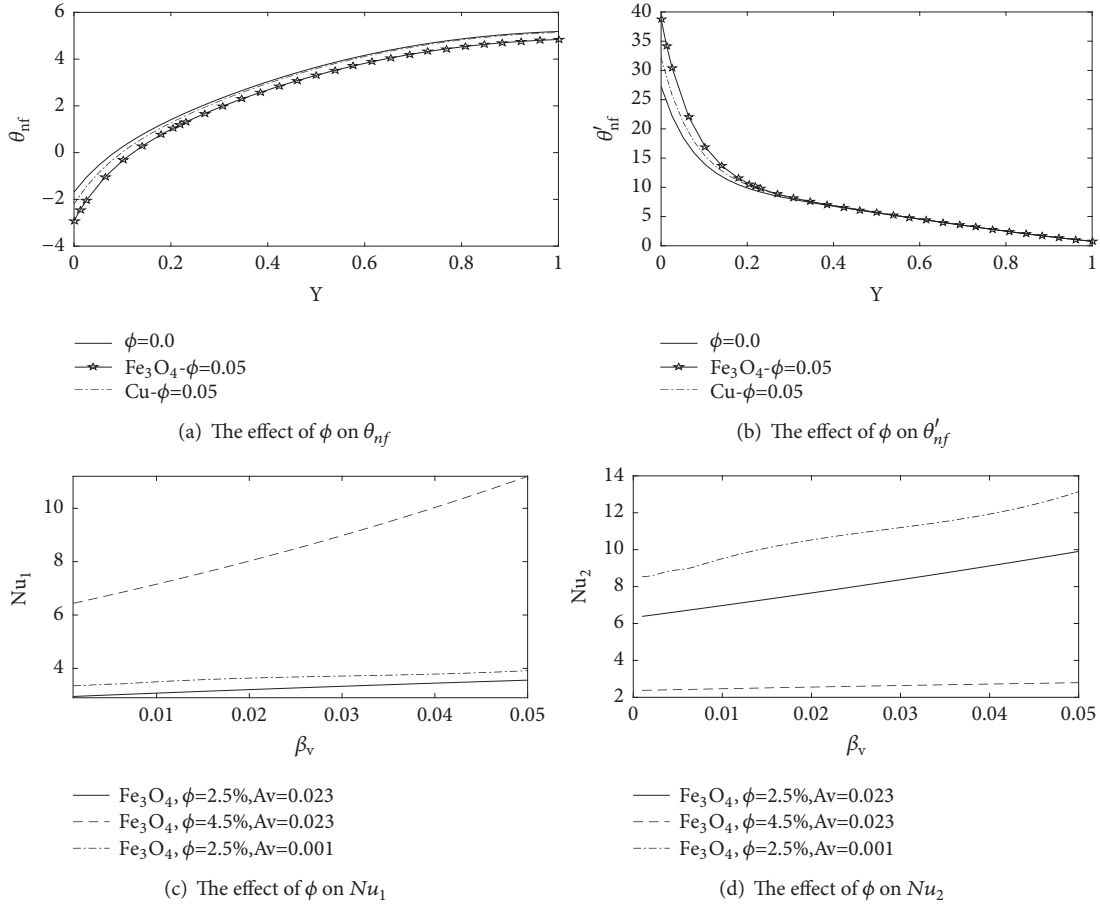 6
4
2
0
−2
−4
θnf
0
0.2
0.4
0.6
0.8
1
Y
ϕ=0.0
Fe3O4-ϕ=0.05
Cu-ϕ=0.05
(a) The effect of ϕ on θnf
40
35
30
25
20
15
10
5
0
θ′nf
0
0.2
0.4
0.6
0.8
1
Y
ϕ=0.0
Fe3O4-ϕ=0.05
Cu-ϕ=0.05
(b) The effect of ϕ on θ′nf
10
8
6
4
Nu1
0.01
0.02
0.03
0.04
0.05
βv
Fe3O4, ϕ=2.5%,Av=0.023
Fe3O4, ϕ=4.5%,Av=0.023
Fe3O4, ϕ=2.5%,Av=0.001
(c) The effect of ϕ on Nu1
14
12
10
8
6
4
2
Nu2
0
0.01
0.02
0.03
0.04
0.05
βv
Fe3O4, ϕ=2.5%,Av=0.023
Fe3O4, ϕ=4.5%,Av=0.023
Fe3O4, ϕ=2.5%,Av=0.001
(d) The effect of ϕ on Nu2